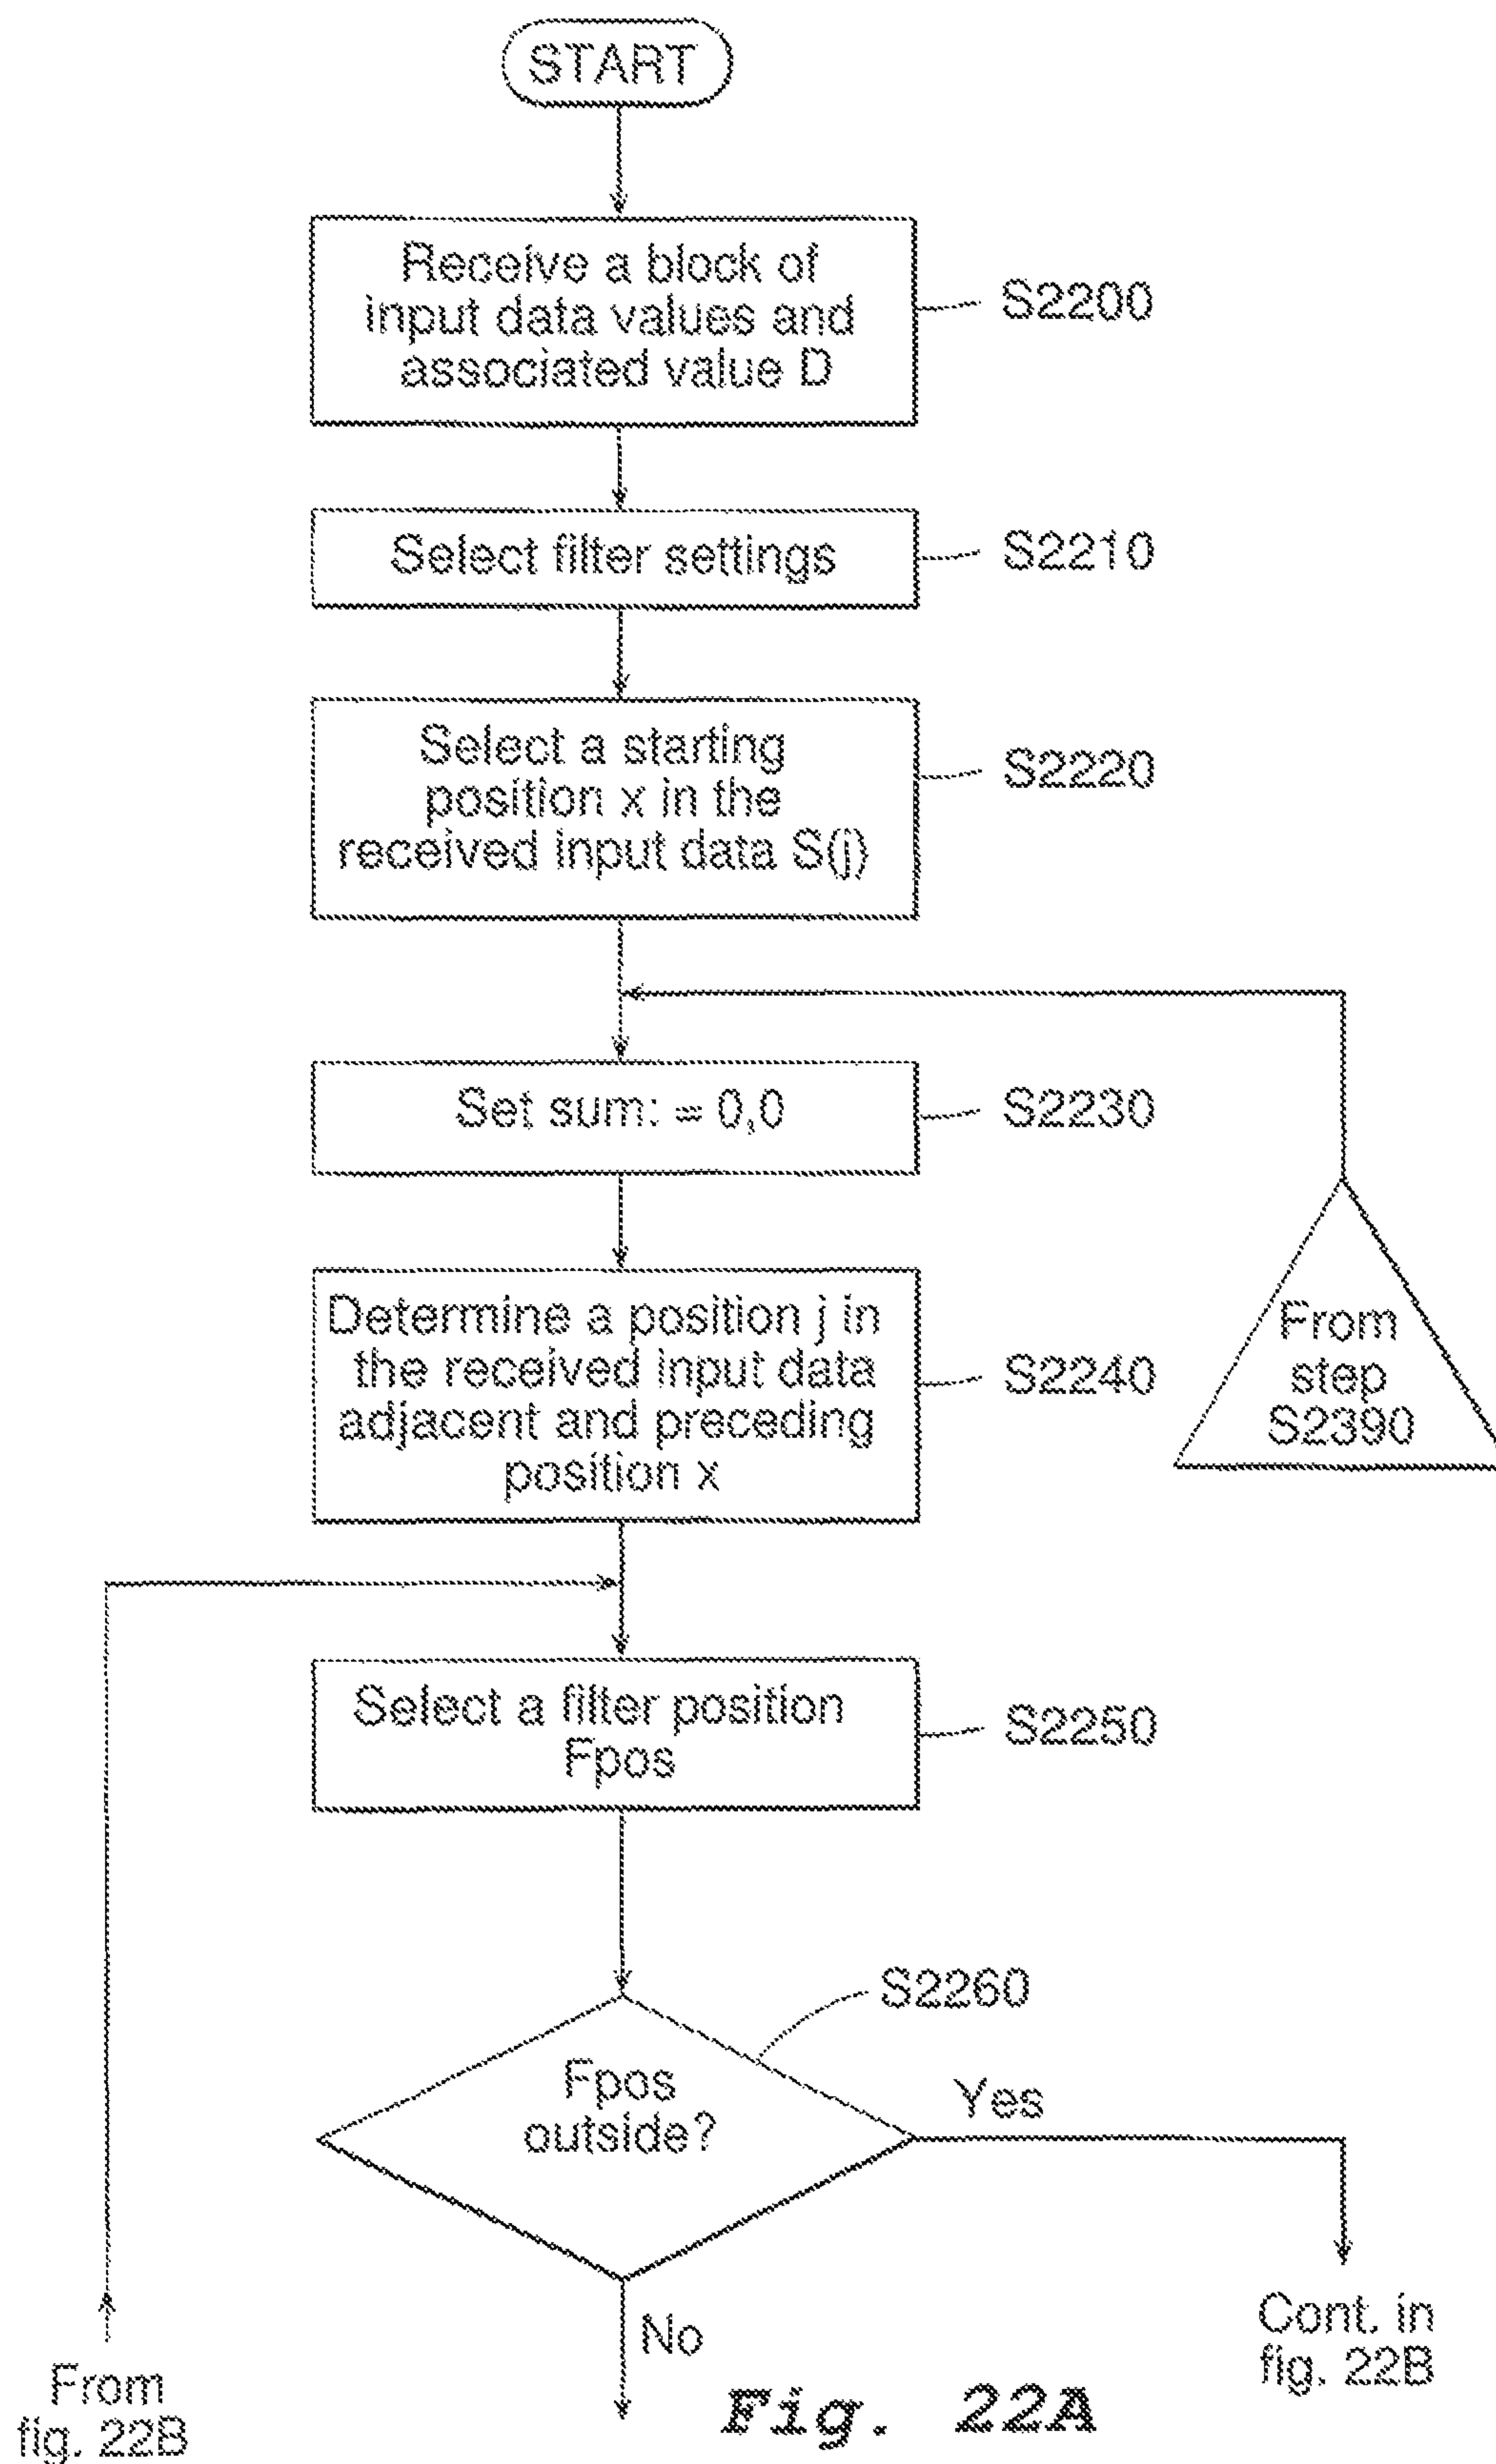 START
Receive a block of
input data values and
associated value D
S2200
Select filter settings
S2210
Select a starting
position x in the
received input data S(j)
S2220
Set sum: = 0,0
S2230
Determine a position j in
the received input data
adjacent and preceding
position x
S2240
From
step
S2390
Select a filter position
Fpos
S2250
S2260
Fpos
outside?
Yes
No
Cont. in
fig. 22B
From
fig. 22B
Fig. 22A